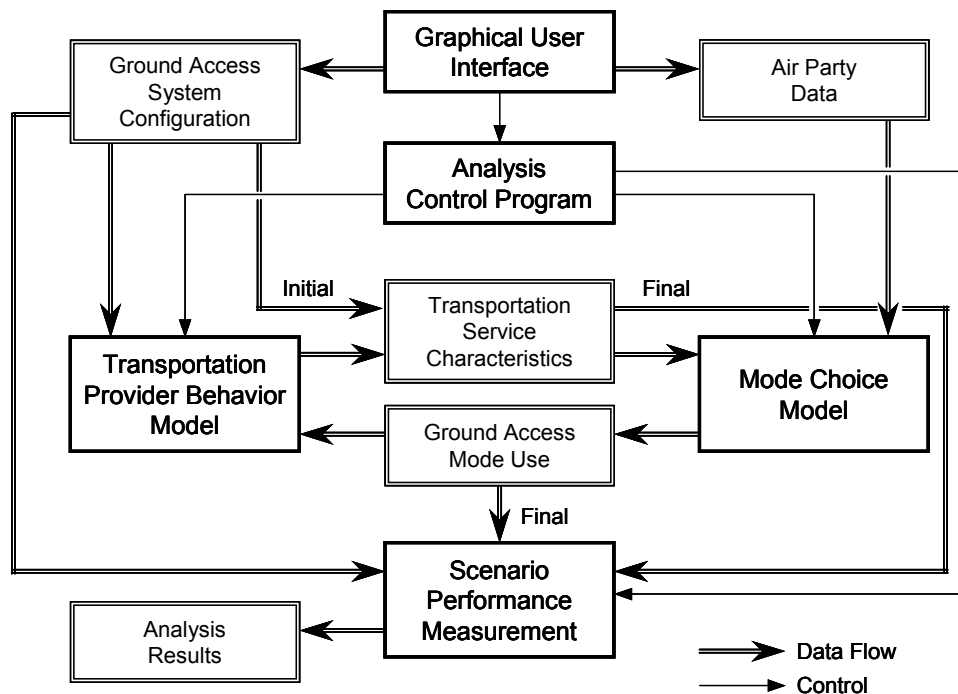 Graphical User
Interface
Ground Access
System
Configuration
Air Party
Data
Analysis
Control Program
Initial
Transportation
Service
Characteristics
Final
Transportation
Provider Behavior
Model
Mode Choice
Model
Ground Access
Mode Use
Final
Scenario
Performance
Measurement
Analysis
Results
Data Flow
Control